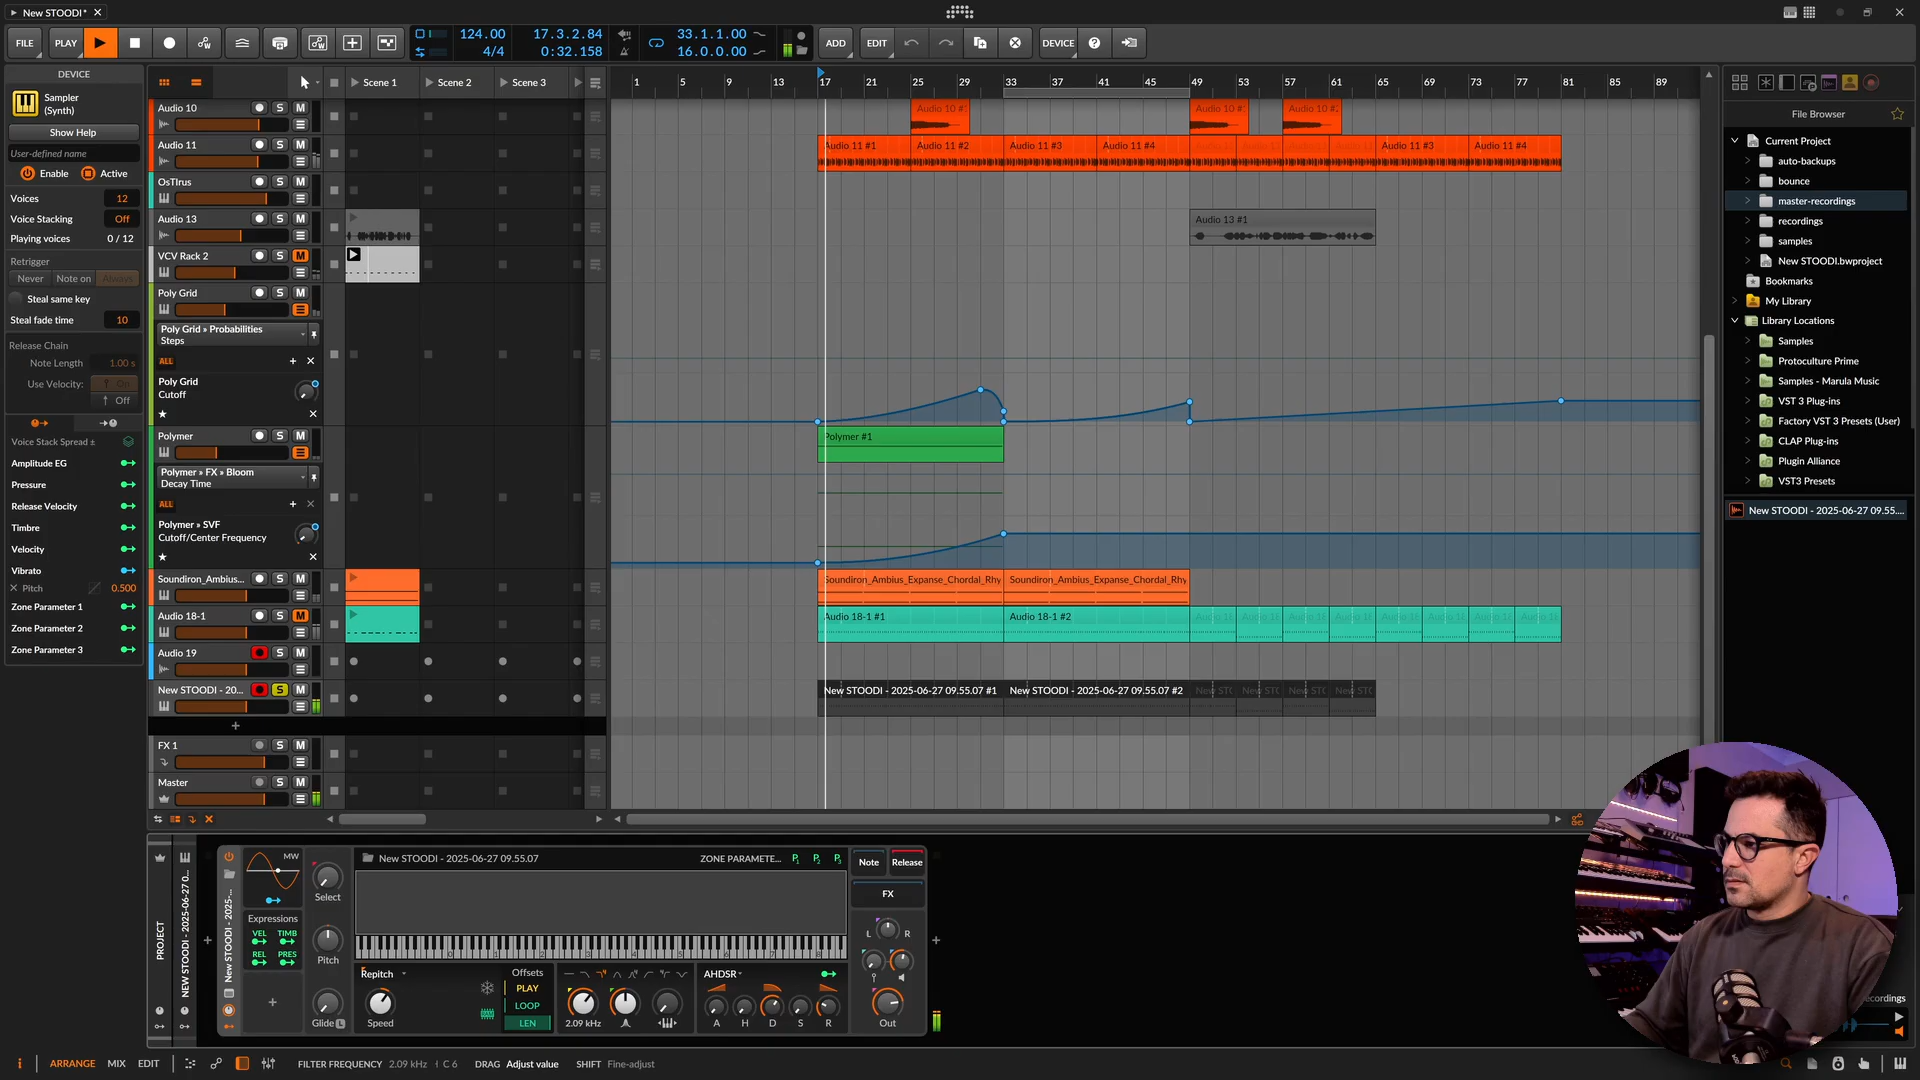 New STOODI*
FILE
PLAY
124.00
4/4
17.3.2.84
0:32.158
33.1.1.00
16.0.0.00
ADD
EDIT
DEVICE
DEVICE
Sampler
(Synth)
Show Help
User-defined name
Enable
Active
Voices
12
Voice Stacking
Off
Playing voices
0 / 12
Retrigger
Never
Note on
Always
Steal same key
Steal fade time
10
Release Chain
Note Length
1.00 s
Use Velocity:
On
Off
Voice Stack Spread ±
Amplitude EG
Pressure
Release Velocity
Timbre
Velocity
Vibrato
Pitch
0.500
Zone Parameter 1
Zone Parameter 2
Zone Parameter 3
Scene 1
Scene 2
Scene 3
1 5 9 13 17 21 25 29 33 37 41 45 49 53 57 61 65 69 73 77 81 85 89
Audio 10
S M
Audio 11
S M
OsTIrus
S M
Audio 13
S M
VCV Rack 2
S M
Poly Grid
S M
Poly Grid » Probabilities
Steps
ALL
Poly Grid
Cutoff
Polymer
S M
Polymer » FX » Bloom
Decay Time
ALL
Polymer » SVF
Cutoff/Center Frequency
Soundiron_Ambius...
S M
Audio 18-1
S M
Audio 19
S M
New STOODI - 20...
S M
FX 1
S M
Master
S M
Audio 11 #1
Audio 11 #2
Audio 11 #3
Audio 11 #4
Audio 11 #3
Audio 11 #4
Audio 13 #1
Polymer #1
Soundiron_Ambius_Expanse_Chordal_Rhy
Soundiron_Ambius_Expanse_Chordal_Rhy
Audio 18-1 #1
Audio 18-1 #2
New STOODI - 2025-06-27 09.55.07 #1
New STOODI - 2025-06-27 09.55.07 #2
File Browser
Current Project
auto-backups
bounce
master-recordings
recordings
samples
New STOODI.bwproject
Bookmarks
My Library
Library Locations
Samples
Protoculture Prime
Samples - Marula Music
VST 3 Plug-ins
Factory VST 3 Presets (User)
CLAP Plug-ins
Plugin Alliance
VST3 Presets
New STOODI - 2025-06-27 09.55....
PROJECT
MW
Expressions
VEL
TIMB
REL
PRES
Select
Pitch
Glide
L
New STOODI - 2025-06-27 09.55.07
ZONE PARAMETE...
P1
P2
P3
Repitch
Speed
Offsets
PLAY
LOOP
LEN
2.09 kHz
AHDSR
A
H
D
S
R
Note
Release
FX
L
R
Out
i
ARRANGE
MIX
EDIT
FILTER FREQUENCY
2.09 kHz
C 6
DRAG
Adjust value
SHIFT
Fine-adjust